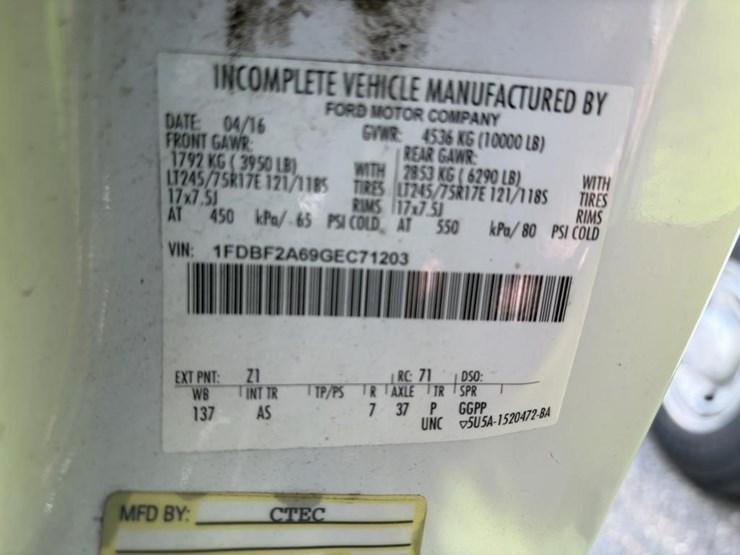 INCOMPLETE VEHICLE MANUFACTURED BY
FORD MOTOR COMPANY
DATE: 04/16 GVWR: 4536 KG (10000 LB)
FRONT GAWR: REAR GAWR:
1792 KG ( 3950 LB) WITH 2853 KG ( 6290 LB) WITH
LT245/75R17E 121/118S TIRES LT245/75R17E 121/118S TIRES
17x7.5J RIMS 17x7.5J RIMS
AT 450 kPa/ 65 PSI COLD AT 550 kPa/ 80 PSI COLD
VIN: 1FDBF2A69GEC71203
EXT PNT: Z1 RC: 71 DSO:
WB INT TR TP/PS R AXLE TR SPR
137 AS 7 37 P GGPP
UNC ▽5U5A-1520472-BA
MFD BY: CTEC